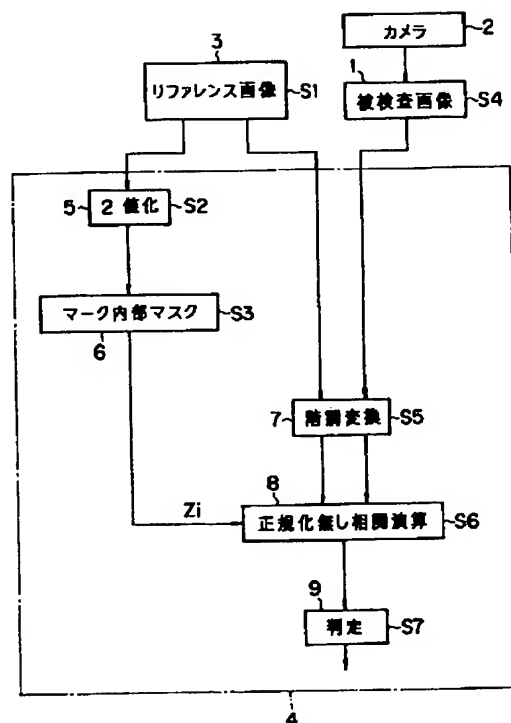 カメラ 2
3
1
リファレンス画像 S1
被検査画像 S4
5 2値化 S2
マーク内部マスク S3
6
7 階調変換 S5
8
Zi 正規化無し相関演算 S6
9
判定 S7
4